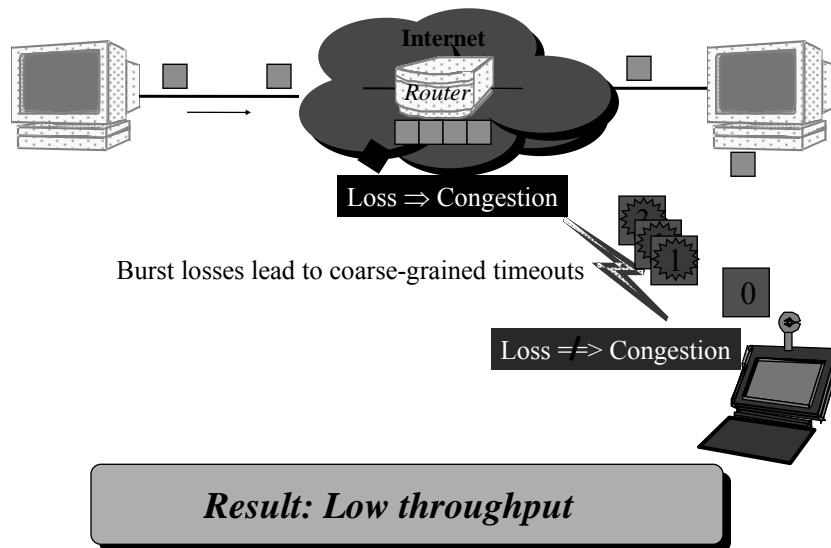 Internet
Router
Loss ⇒ Congestion
2
1
Burst losses lead to coarse-grained timeouts
0
Loss ≠=> Congestion
Result: Low throughput